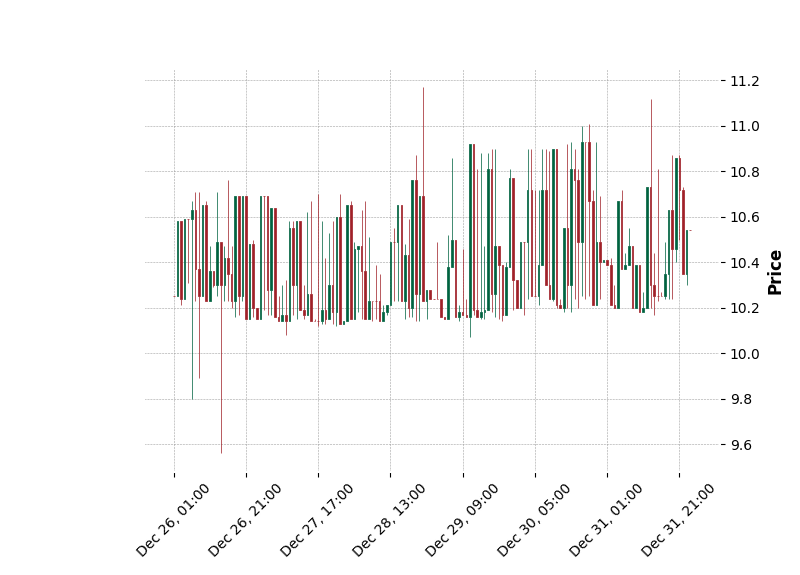 11.2
11.0
10.8
10.6
10.4
10.2
10.0
9.8
9.6
Price
Dec 26, 01:00
Dec 26, 21:00
Dec 27, 17:00
Dec 28, 13:00
Dec 29, 09:00
Dec 30, 05:00
Dec 31, 01:00
Dec 31, 21:00